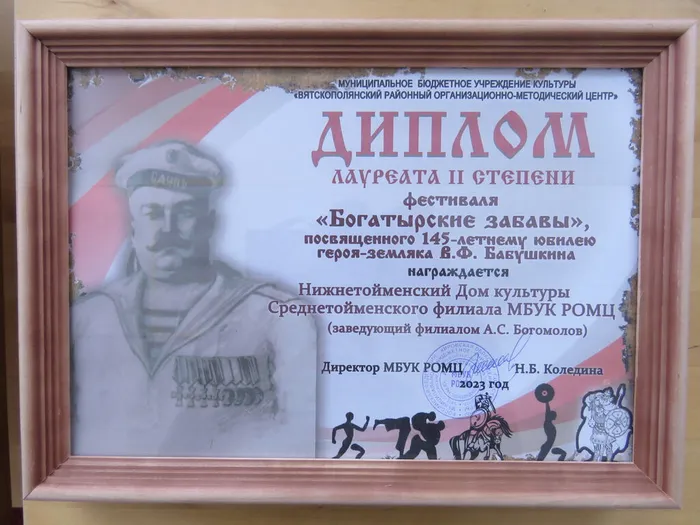 МУНИЦИПАЛЬНОЕ БЮДЖЕТНОЕ УЧРЕЖДЕНИЕ КУЛЬТУРЫ
«ВЯТСКОПОЛЯНСКИЙ РАЙОННЫЙ ОРГАНИЗАЦИОННО-МЕТОДИЧЕСКИЙ ЦЕНТР»
ДИПЛОМ
ЛАУРЕАТА II СТЕПЕНИ
фестиваля
«Богатырские забавы»,
посвященного 145-летнему юбилею
героя-земляка В.Ф. Бабушкина
награждается
Нижнетойменский Дом культуры
Среднетойменского филиала МБУК РОМЦ
(заведующий филиалом А.С. Богомолов)
Директор МБУК РОМЦ Н.Б. Коледина
2023 год